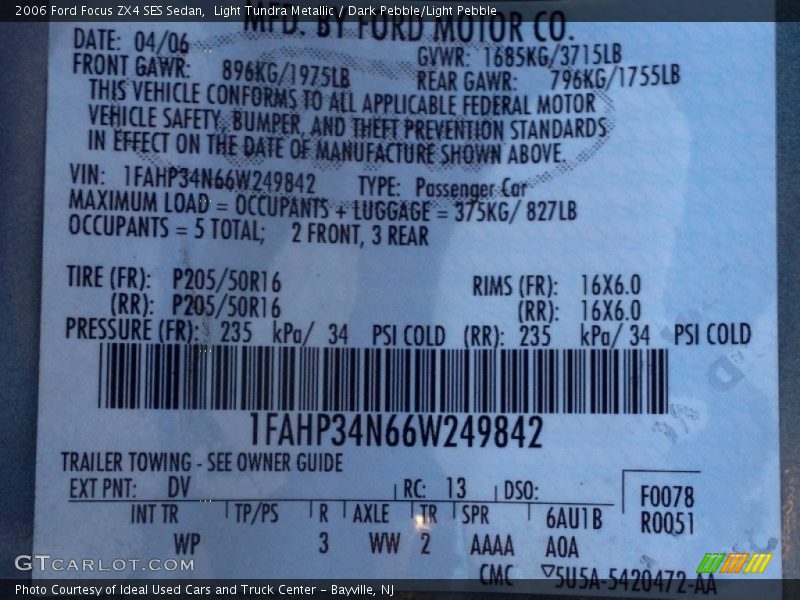 2006 Ford Focus ZX4 SES Sedan,  Light Tundra Metallic / Dark Pebble/Light Pebble
MFD. BY FORD MOTOR CO.
DATE: 04/06 GVWR: 1685KG/3715LB
FRONT GAWR: 896KG/1975LB REAR GAWR: 796KG/1755LB
THIS VEHICLE CONFORMS TO ALL APPLICABLE FEDERAL MOTOR
VEHICLE SAFETY, BUMPER, AND THEFT PREVENTION STANDARDS
IN EFFECT ON THE DATE OF MANUFACTURE SHOWN ABOVE.
VIN: 1FAHP34N66W249842 TYPE: Passenger Car
MAXIMUM LOAD = OCCUPANTS + LUGGAGE = 375KG/ 827LB
OCCUPANTS = 5 TOTAL; 2 FRONT, 3 REAR
TIRE (FR): P205/50R16 RIMS (FR): 16X6.0
(RR): P205/50R16 (RR): 16X6.0
PRESSURE (FR): 235 kPa/ 34 PSI COLD (RR): 235 kPa/ 34 PSI COLD
1FAHP34N66W249842
TRAILER TOWING - SEE OWNER GUIDE
EXT PNT: DV RC: 13 DSO: F0078
INT TR TP/PS R AXLE TR SPR 6AU1B R0051
WP 3 WW 2 AAAA A0A
CMC ▽5U5A-5420472-AA
GTCARLOT.COM
Photo Courtesy of Ideal Used Cars and Truck Center – Bayville, NJ